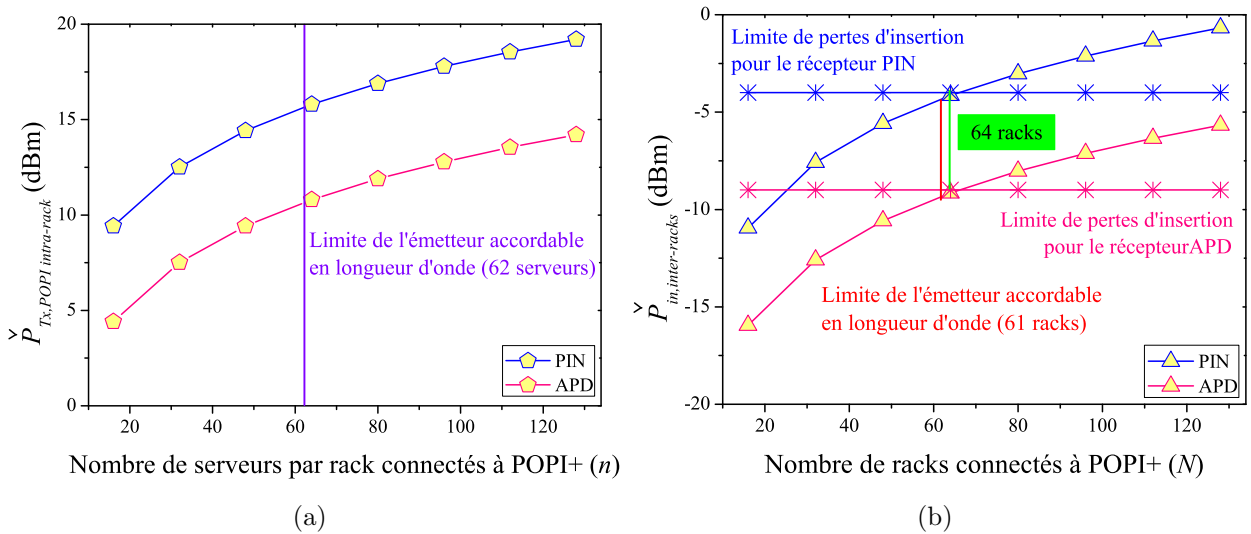 20
15
10
5
0
P̌Tx,POPI intra-rack (dBm)
Limite de l'émetteur accordable
en longueur d'onde (62 serveurs)
PIN
APD
20 40 60 80 100 120
Nombre de serveurs par rack connectés à POPI+ (n)
(a)
0
-5
-10
-15
-20
P̌in,inter-racks (dBm)
Limite de pertes d'insertion
pour le récepteur PIN
64 racks
Limite de pertes d'insertion
pour le récepteurAPD
Limite de l'émetteur accordable
en longueur d'onde (61 racks)
PIN
APD
20 40 60 80 100 120
Nombre de racks connectés à POPI+ (N)
(b)